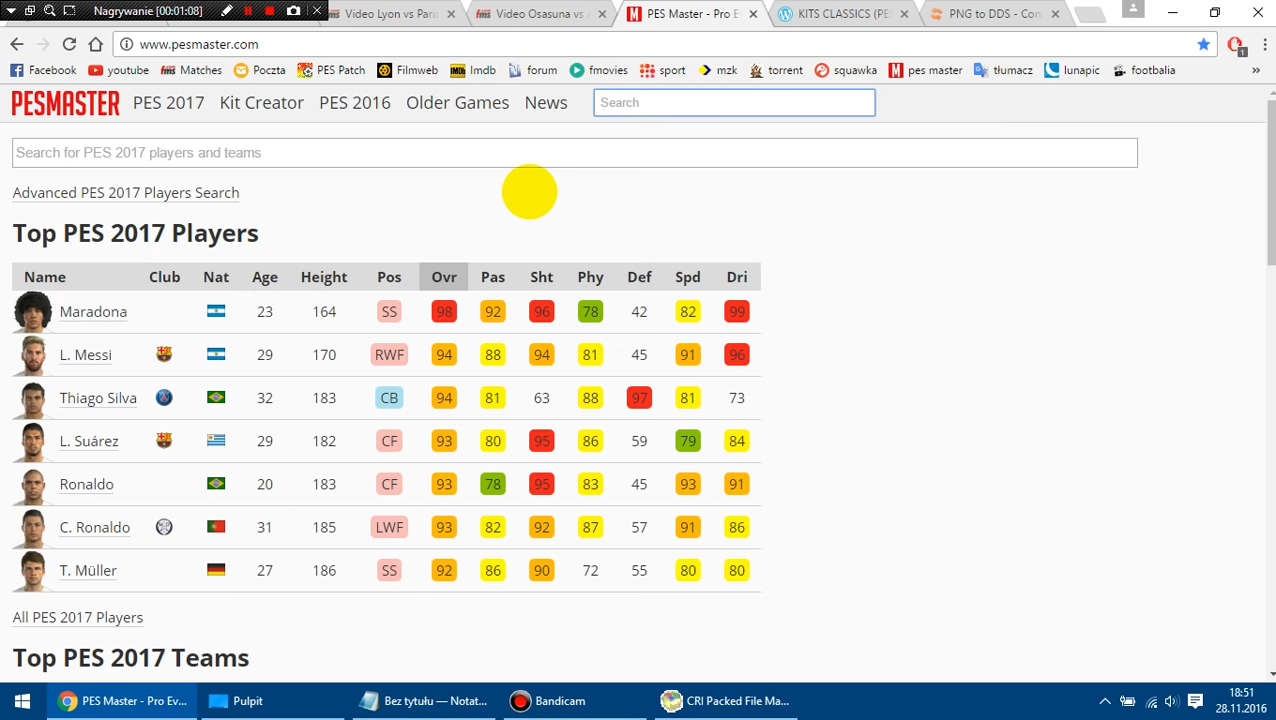 Nagrywanie [00:01:08]
Video Lyon vs Pari
Video Osasuna vs
PES Master - Pro E
KITS CLASSICS (PE
PNG to DDS - Con
www.pesmaster.com
Facebook youtube Matches Poczta PES Patch Filmweb Imdb forum fmovies sport mzk torrent squawka pes master tłumacz lunapic footbalia »
PESMASTER PES 2017 Kit Creator PES 2016 Older Games News Search
Search for PES 2017 players and teams
Advanced PES 2017 Players Search
Top PES 2017 Players
Name Club Nat Age Height Pos Ovr Pas Sht Phy Def Spd Dri
Maradona 23 164 SS 98 92 96 78 42 82 99
L. Messi 29 170 RWF 94 88 94 81 45 91 96
Thiago Silva 32 183 CB 94 81 63 88 97 81 73
L. Suárez 29 182 CF 93 80 95 86 59 79 84
Ronaldo 20 183 CF 93 78 95 83 45 93 91
C. Ronaldo 31 185 LWF 93 82 92 87 57 91 86
T. Müller 27 186 SS 92 86 90 72 55 80 80
All PES 2017 Players
Top PES 2017 Teams
PES Master - Pro Ev... Pulpit Bez tytułu — Notat... Bandicam CRI Packed File Ma... 18:51
28.11.2016